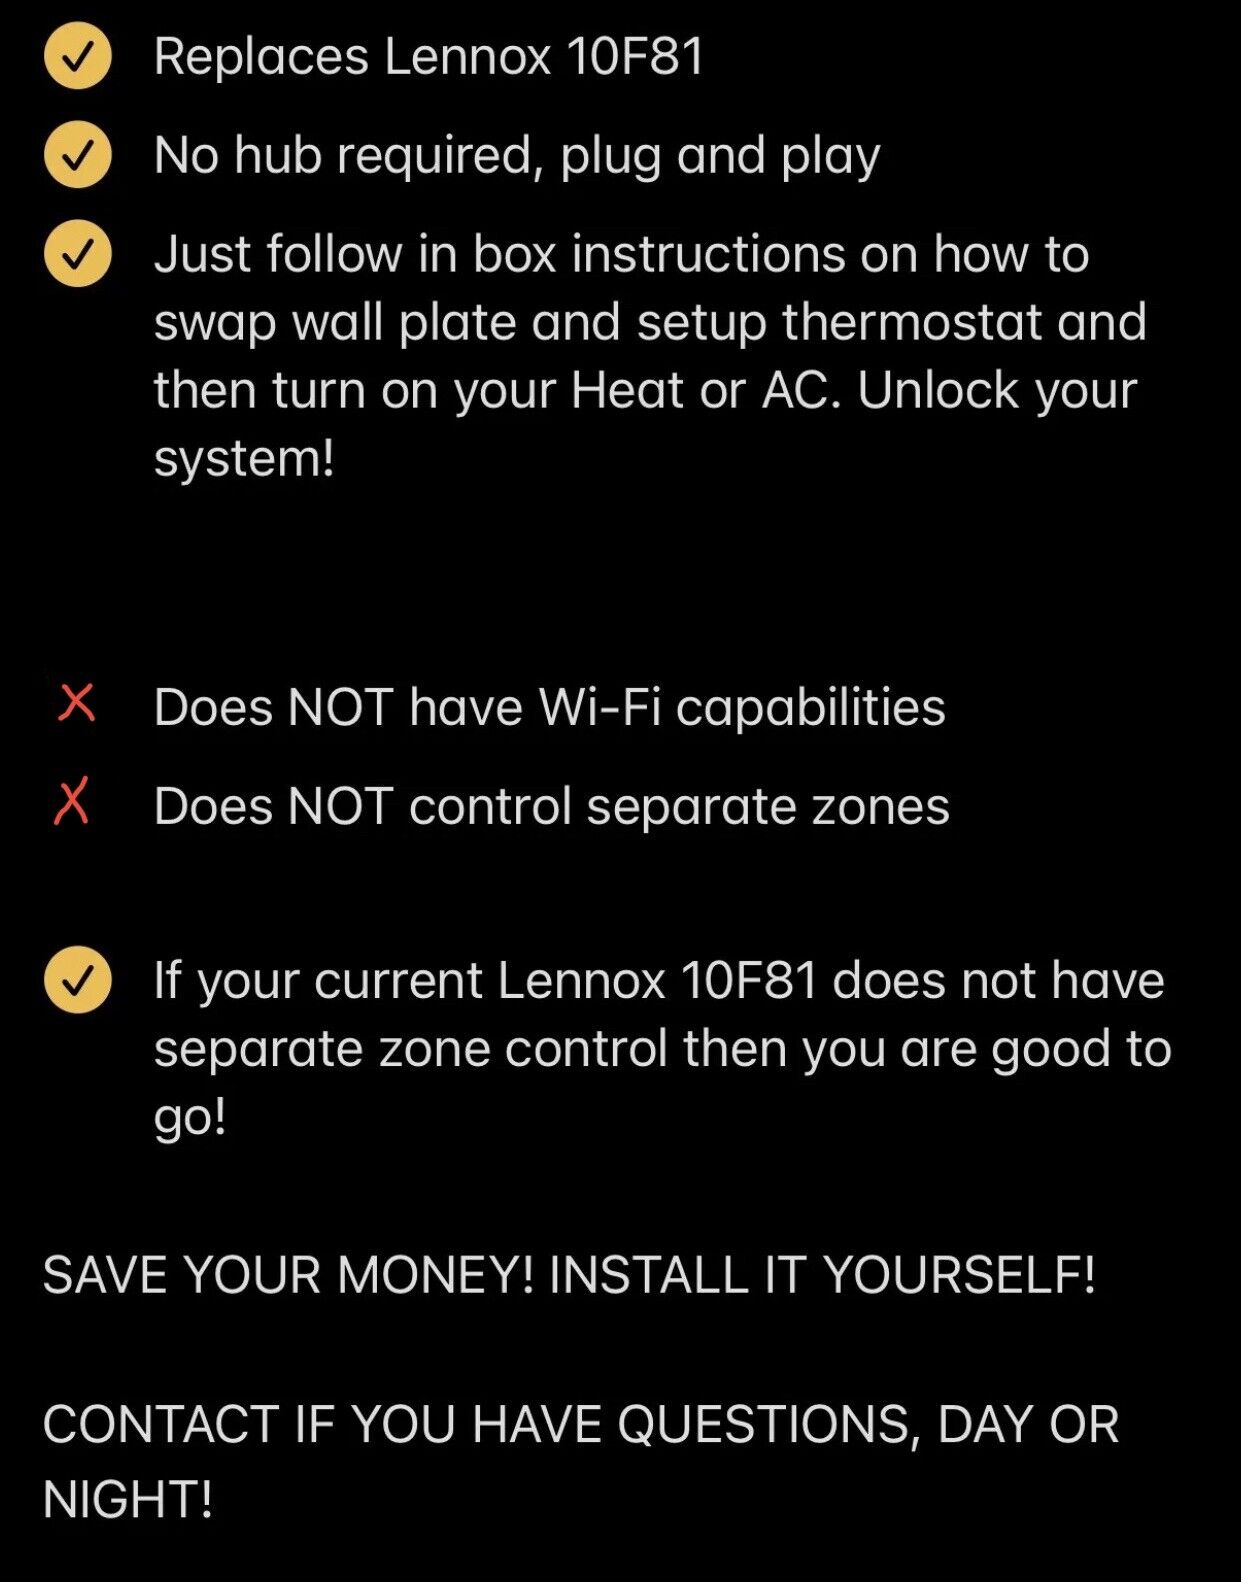 Replaces Lennox 10F81
No hub required, plug and play
Just follow in box instructions on how to
swap wall plate and setup thermostat and
then turn on your Heat or AC. Unlock your
system!
Does NOT have Wi-Fi capabilities
Does NOT control separate zones
If your current Lennox 10F81 does not have
separate zone control then you are good to
go!
SAVE YOUR MONEY! INSTALL IT YOURSELF!
CONTACT IF YOU HAVE QUESTIONS, DAY OR
NIGHT!